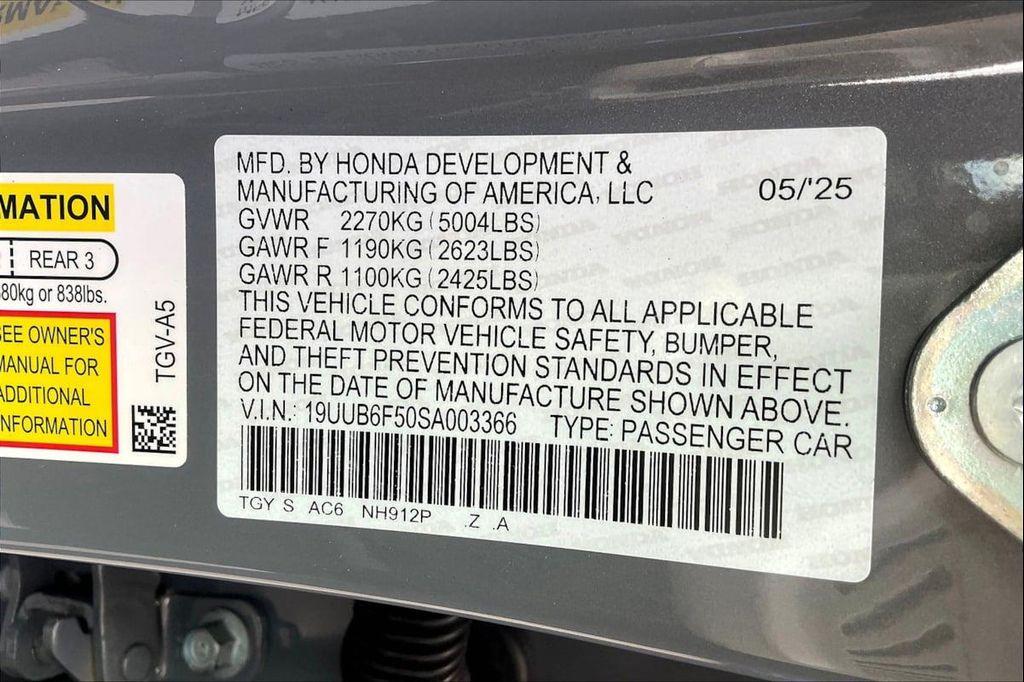 MATION
REAR 3
80kg or 838lbs.
SEE OWNER'S
MANUAL FOR
ADDITIONAL
INFORMATION
TGV-A5
MFD. BY HONDA DEVELOPMENT &
MANUFACTURING OF AMERICA, LLC 05/'25
GVWR 2270KG (5004LBS)
GAWR F 1190KG (2623LBS)
GAWR R 1100KG (2425LBS)
THIS VEHICLE CONFORMS TO ALL APPLICABLE
FEDERAL MOTOR VEHICLE SAFETY, BUMPER,
AND THEFT PREVENTION STANDARDS IN EFFECT
ON THE DATE OF MANUFACTURE SHOWN ABOVE.
V.I.N.: 19UUB6F50SA003366 TYPE: PASSENGER CAR
TGY S AC6 NH912P .Z .A